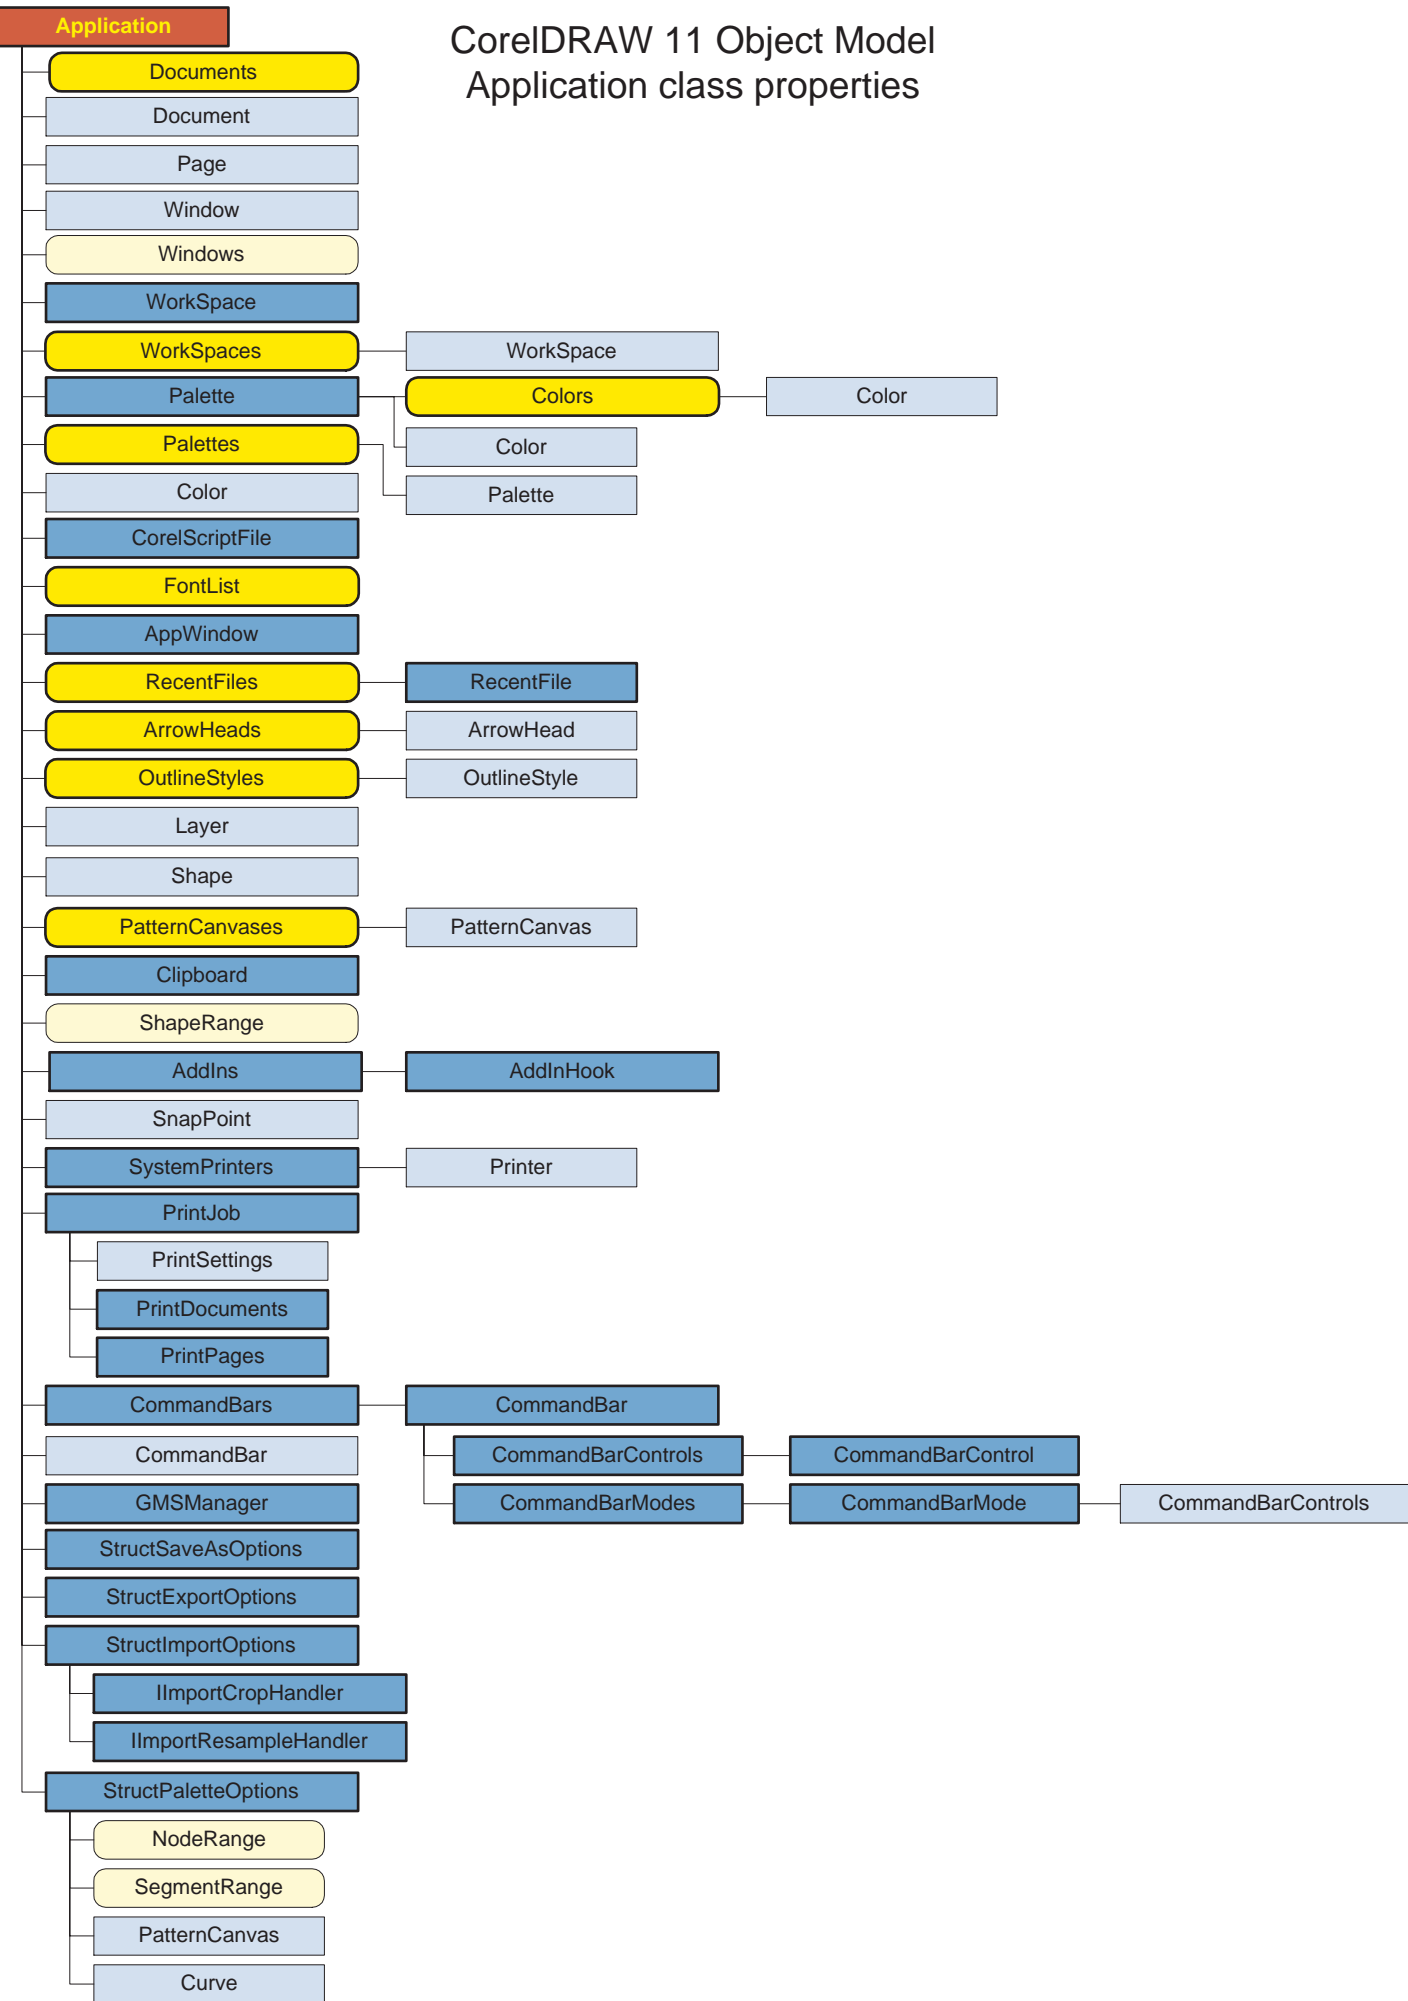 Application
CorelDRAW 11 Object Model
Application class properties
Documents
Document
Page
Window
Windows
WorkSpace
WorkSpaces
WorkSpace
Palette
Colors
Color
Palettes
Color
Color
Palette
CorelScriptFile
FontList
AppWindow
RecentFiles
RecentFile
ArrowHeads
ArrowHead
OutlineStyles
OutlineStyle
Layer
Shape
PatternCanvases
PatternCanvas
Clipboard
ShapeRange
AddIns
AddInHook
SnapPoint
SystemPrinters
Printer
PrintJob
PrintSettings
PrintDocuments
PrintPages
CommandBars
CommandBar
CommandBar
CommandBarControls
CommandBarControl
GMSManager
CommandBarModes
CommandBarMode
CommandBarControls
StructSaveAsOptions
StructExportOptions
StructImportOptions
IImportCropHandler
IImportResampleHandler
StructPaletteOptions
NodeRange
SegmentRange
PatternCanvas
Curve